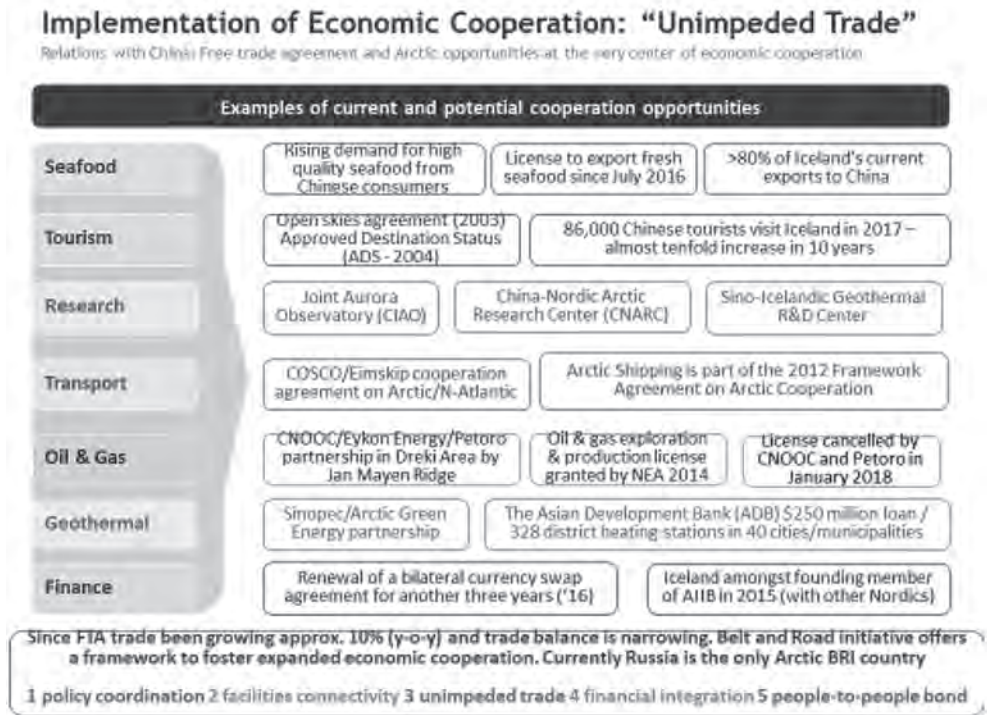 Implementation of Economic Cooperation: “Unimpeded Trade”
Relations with China: Free trade agreement and Arctic opportunities at the very center of economic cooperation
Examples of current and potential cooperation opportunities
Seafood
Rising demand for high
quality seafood from
Chinese consumers
License to export fresh
seafood since July 2016
>80% of Iceland's current
exports to China
Tourism
Open skies agreement (2003)
Approved Destination Status
(ADS - 2004)
86,000 Chinese tourists visit Iceland in 2017 –
almost tenfold increase in 10 years
Research
Joint Aurora
Observatory (CIAO)
China-Nordic Arctic
Research Center (CNARC)
Sino-Icelandic Geothermal
R&D Center
Transport
COSCO/Eimskip cooperation
agreement on Arctic/N-Atlantic
Arctic Shipping is part of the 2012 Framework
Agreement on Arctic Cooperation
Oil & Gas
CNOOC/Eykon Energy/Petoro
partnership in Dreki Area by
Jan Mayen Ridge
Oil & gas exploration
& production license
granted by NEA 2014
License cancelled by
CNOOC and Petoro in
January 2018
Geothermal
Sinopec/Arctic Green
Energy partnership
The Asian Development Bank (ADB) $250 million loan /
328 district heating stations in 40 cities/municipalities
Finance
Renewal of a bilateral currency swap
agreement for another three years ('16)
Iceland amongst founding member
of AIIB in 2015 (with other Nordics)
Since FTA trade been growing approx. 10% (y-o-y) and trade balance is narrowing. Belt and Road initiative offers
a framework to foster expanded economic cooperation. Currently Russia is the only Arctic BRI country
1 policy coordination 2 facilities connectivity 3 unimpeded trade 4 financial integration 5 people-to-people bond